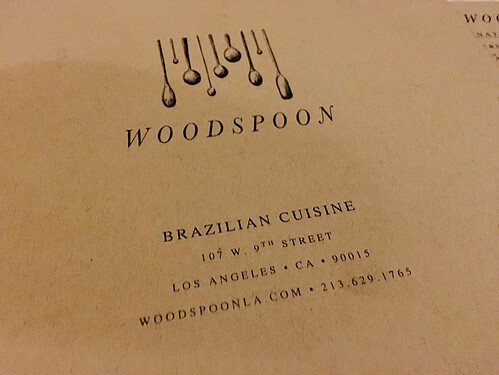 WOODSPOON
BRAZILIAN CUISINE
107 W. 9TH STREET
LOS ANGELES • CA • 90015
WOODSPOONLA.COM • 213.629.1765